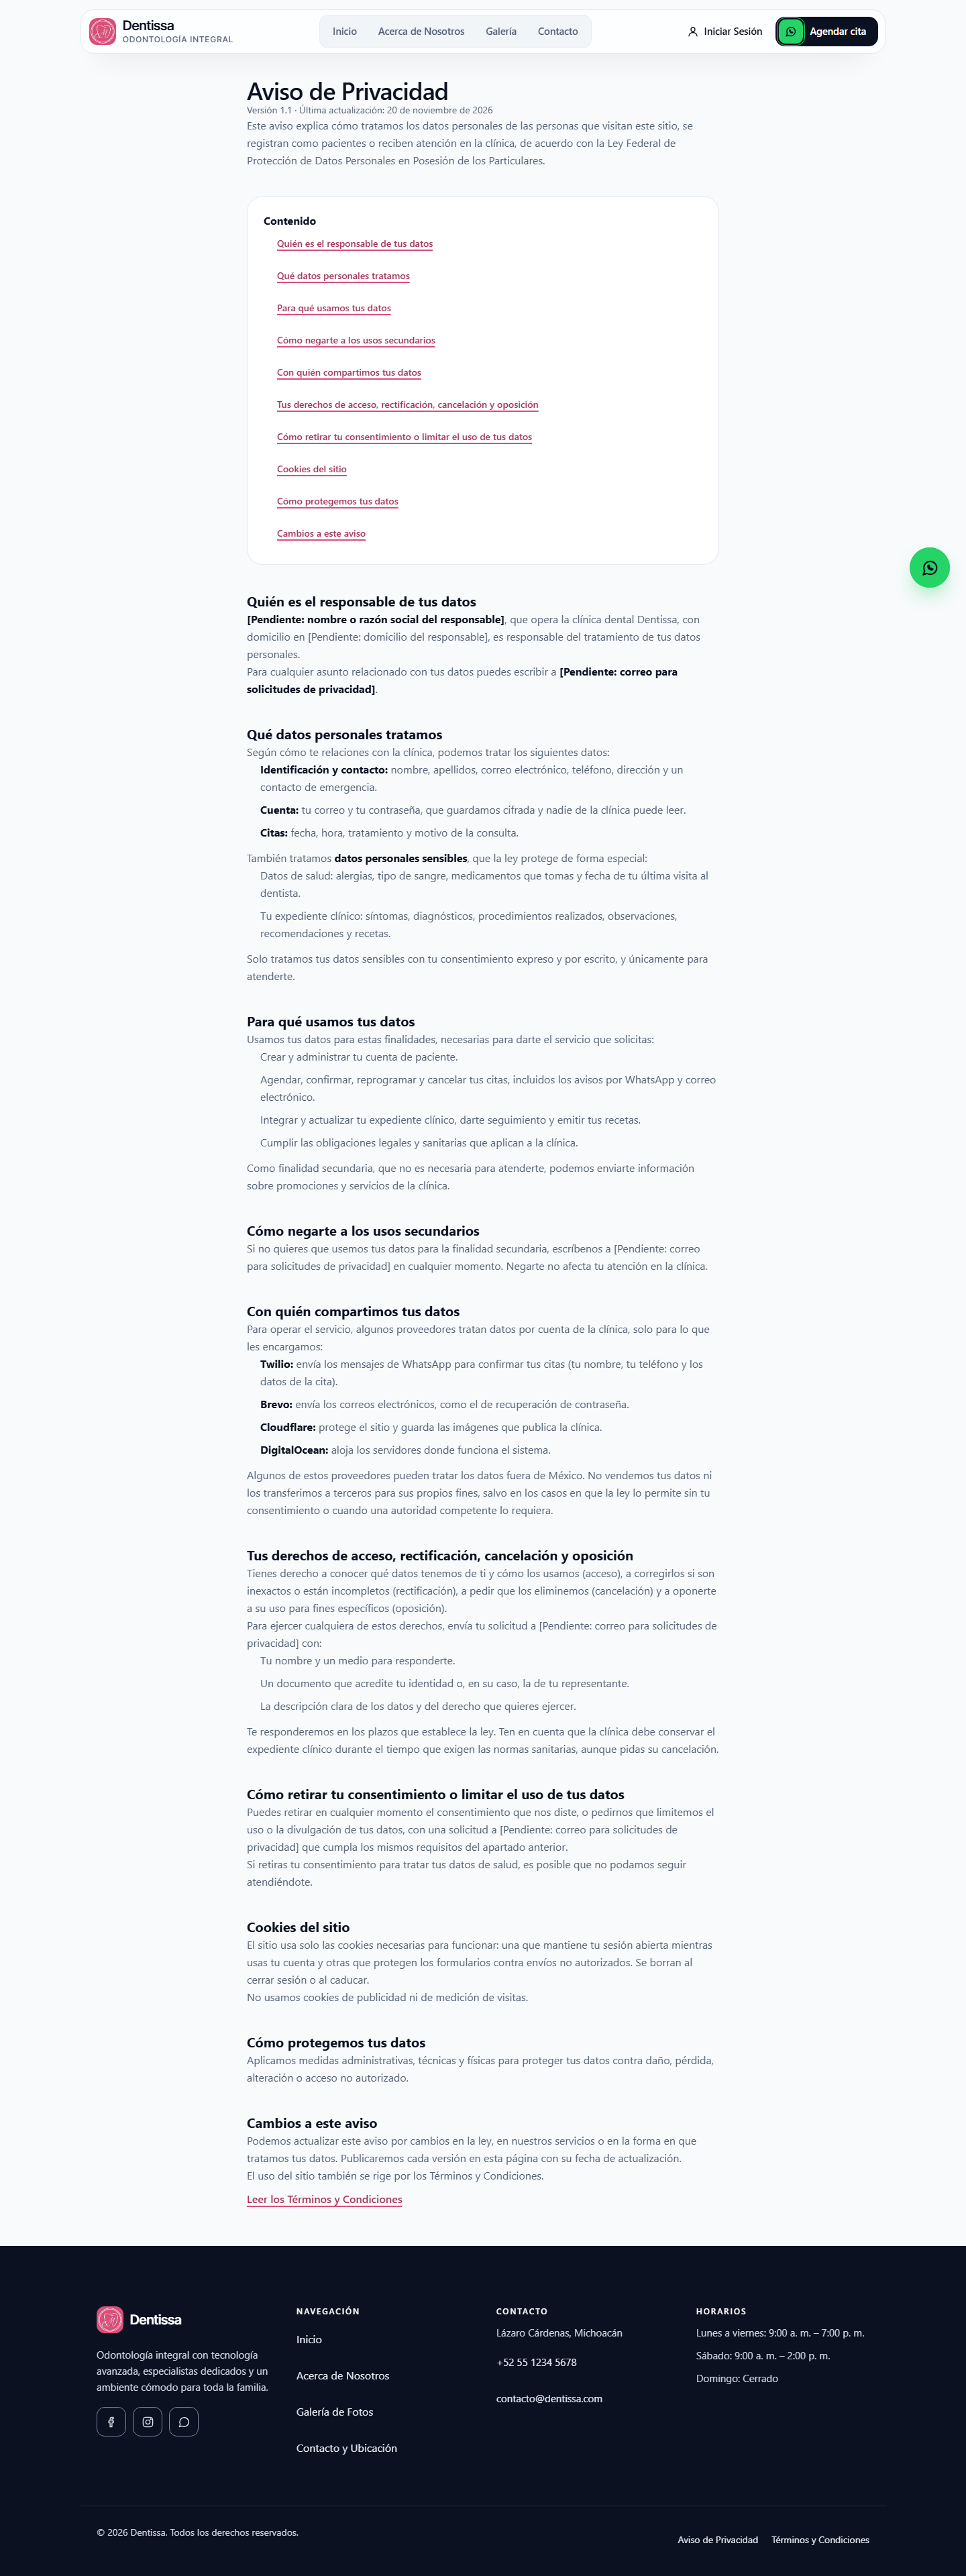 Dentissa
ODONTOLOGÍA INTEGRAL
Inicio
Acerca de Nosotros
Galería
Contacto
Iniciar Sesión
Agendar cita
Aviso de Privacidad
Versión 1.1 · Última actualización: 20 de noviembre de 2026
Este aviso explica cómo tratamos los datos personales de las personas que visitan este sitio, se
registran como pacientes o reciben atención en la clínica, de acuerdo con la Ley Federal de
Protección de Datos Personales en Posesión de los Particulares.
Contenido
Quién es el responsable de tus datos
Qué datos personales tratamos
Para qué usamos tus datos
Cómo negarte a los usos secundarios
Con quién compartimos tus datos
Tus derechos de acceso, rectificación, cancelación y oposición
Cómo retirar tu consentimiento o limitar el uso de tus datos
Cookies del sitio
Cómo protegemos tus datos
Cambios a este aviso
Quién es el responsable de tus datos
[Pendiente: nombre o razón social del responsable], que opera la clínica dental Dentissa, con
domicilio en [Pendiente: domicilio del responsable], es responsable del tratamiento de tus datos
personales.
Para cualquier asunto relacionado con tus datos puedes escribir a [Pendiente: correo para
solicitudes de privacidad].
Qué datos personales tratamos
Según cómo te relaciones con la clínica, podemos tratar los siguientes datos:
Identificación y contacto: nombre, apellidos, correo electrónico, teléfono, dirección y un
contacto de emergencia.
Cuenta: tu correo y tu contraseña, que guardamos cifrada y nadie de la clínica puede leer.
Citas: fecha, hora, tratamiento y motivo de la consulta.
También tratamos datos personales sensibles, que la ley protege de forma especial:
Datos de salud: alergias, tipo de sangre, medicamentos que tomas y fecha de tu última visita al
dentista.
Tu expediente clínico: síntomas, diagnósticos, procedimientos realizados, observaciones,
recomendaciones y recetas.
Solo tratamos tus datos sensibles con tu consentimiento expreso y por escrito, y únicamente para
atenderte.
Para qué usamos tus datos
Usamos tus datos para estas finalidades, necesarias para darte el servicio que solicitas:
Crear y administrar tu cuenta de paciente.
Agendar, confirmar, reprogramar y cancelar tus citas, incluidos los avisos por WhatsApp y correo
electrónico.
Integrar y actualizar tu expediente clínico, darte seguimiento y emitir tus recetas.
Cumplir las obligaciones legales y sanitarias que aplican a la clínica.
Como finalidad secundaria, que no es necesaria para atenderte, podemos enviarte información
sobre promociones y servicios de la clínica.
Cómo negarte a los usos secundarios
Si no quieres que usemos tus datos para la finalidad secundaria, escríbenos a [Pendiente: correo
para solicitudes de privacidad] en cualquier momento. Negarte no afecta tu atención en la clínica.
Con quién compartimos tus datos
Para operar el servicio, algunos proveedores tratan datos por cuenta de la clínica, solo para lo que
les encargamos:
Twilio: envía los mensajes de WhatsApp para confirmar tus citas (tu nombre, tu teléfono y los
datos de la cita).
Brevo: envía los correos electrónicos, como el de recuperación de contraseña.
Cloudflare: protege el sitio y guarda las imágenes que publica la clínica.
DigitalOcean: aloja los servidores donde funciona el sistema.
Algunos de estos proveedores pueden tratar los datos fuera de México. No vendemos tus datos ni
los transferimos a terceros para sus propios fines, salvo en los casos en que la ley lo permite sin tu
consentimiento o cuando una autoridad competente lo requiera.
Tus derechos de acceso, rectificación, cancelación y oposición
Tienes derecho a conocer qué datos tenemos de ti y cómo los usamos (acceso), a corregirlos si son
inexactos o están incompletos (rectificación), a pedir que los eliminemos (cancelación) y a oponerte
a su uso para fines específicos (oposición).
Para ejercer cualquiera de estos derechos, envía tu solicitud a [Pendiente: correo para solicitudes de
privacidad] con:
Tu nombre y un medio para responderte.
Un documento que acredite tu identidad o, en su caso, la de tu representante.
La descripción clara de los datos y del derecho que quieres ejercer.
Te responderemos en los plazos que establece la ley. Ten en cuenta que la clínica debe conservar el
expediente clínico durante el tiempo que exigen las normas sanitarias, aunque pidas su cancelación.
Cómo retirar tu consentimiento o limitar el uso de tus datos
Puedes retirar en cualquier momento el consentimiento que nos diste, o pedirnos que limitemos el
uso o la divulgación de tus datos, con una solicitud a [Pendiente: correo para solicitudes de
privacidad] que cumpla los mismos requisitos del apartado anterior.
Si retiras tu consentimiento para tratar tus datos de salud, es posible que no podamos seguir
atendiéndote.
Cookies del sitio
El sitio usa solo las cookies necesarias para funcionar: una que mantiene tu sesión abierta mientras
usas tu cuenta y otras que protegen los formularios contra envíos no autorizados. Se borran al
cerrar sesión o al caducar.
No usamos cookies de publicidad ni de medición de visitas.
Cómo protegemos tus datos
Aplicamos medidas administrativas, técnicas y físicas para proteger tus datos contra daño, pérdida,
alteración o acceso no autorizado.
Cambios a este aviso
Podemos actualizar este aviso por cambios en la ley, en nuestros servicios o en la forma en que
tratamos tus datos. Publicaremos cada versión en esta página con su fecha de actualización.
El uso del sitio también se rige por los Términos y Condiciones.
Leer los Términos y Condiciones
Dentissa
Odontología integral con tecnología
avanzada, especialistas dedicados y un
ambiente cómodo para toda la familia.
NAVEGACIÓN
Inicio
Acerca de Nosotros
Galería de Fotos
Contacto y Ubicación
CONTACTO
Lázaro Cárdenas, Michoacán
+52 55 1234 5678
contacto@dentissa.com
HORARIOS
Lunes a viernes: 9:00 a. m. – 7:00 p. m.
Sábado: 9:00 a. m. – 2:00 p. m.
Domingo: Cerrado
© 2026 Dentissa. Todos los derechos reservados.
Aviso de Privacidad
Términos y Condiciones